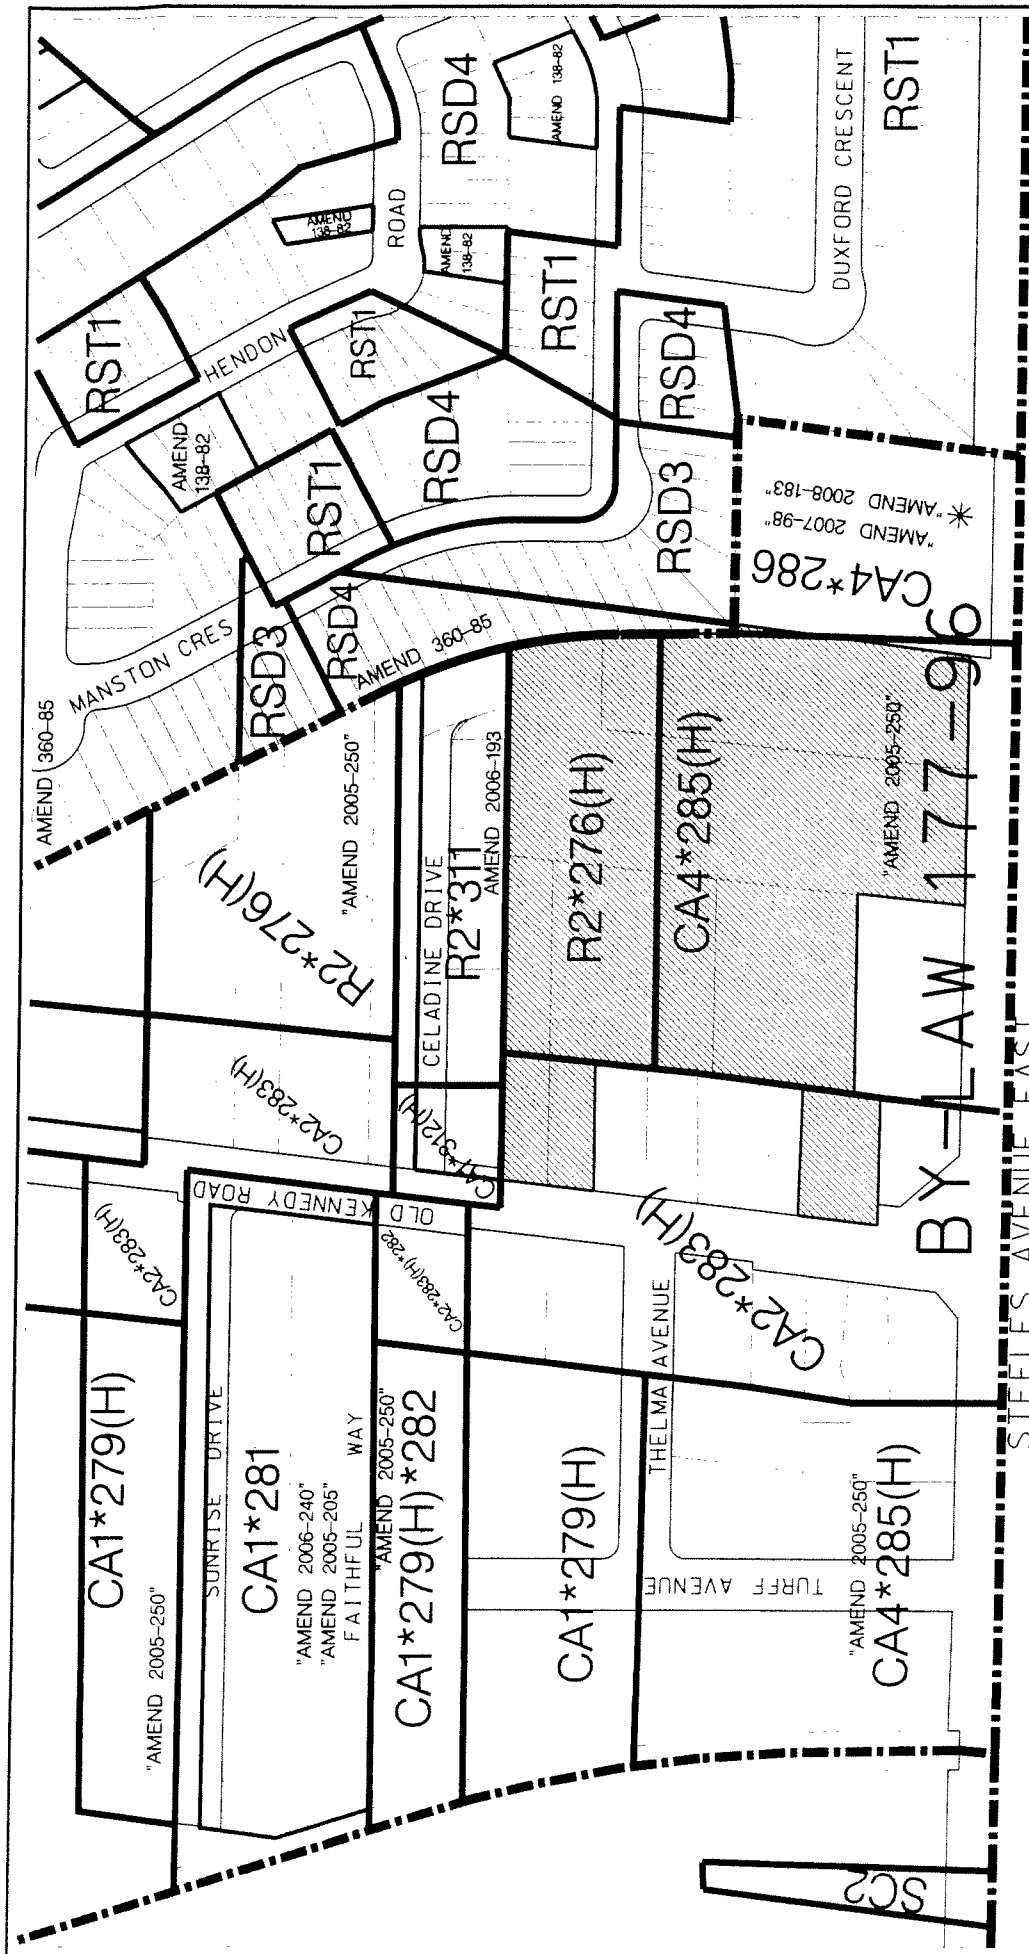 AMEND 360-85
MANSTON CRES
RST1
HENDON
ROAD
RSD4
AMEND 138-82
AMEND
138-82
AMEND
138-82
AMEND
138-82
RST1
RST1
RST1
DUXFORD CRESCENT
RST1
RSD4
RSD4
RSD3
RSD3
RSD4
AMEND 360-85
CA4*286
"AMEND 2007-98"
"AMEND 2008-183"
R2*276(H)
"AMEND 2005-250"
CELADINE DRIVE
R2*311
AMEND 2006-193
R2*276(H)
CA4*285(H)
"AMEND 2005-250"
BY-LAW 177-96
STEELES AVENUE EAST
CA2*283(H)
OLD KENNEDY ROAD
CA2*283(H)
CA2*283(H)*282
CA2*283(H)
CA1*279(H)
"AMEND 2005-250"
SUNRISE DRIVE
CA1*281
"AMEND 2006-240"
"AMEND 2005-205"
FAITHFUL WAY
"AMEND 2005-250"
CA1*279(H)*282
CA1*279(H)
THELMA AVENUE
TURFF AVENUE
"AMEND 2005-250"
CA4*285(H)
SC2